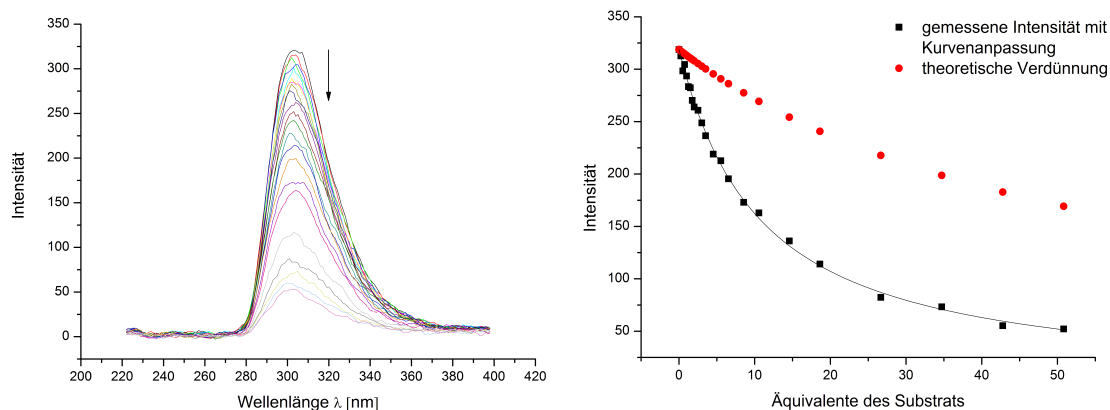 350
300
250
200
150
100
50
0
Intensität
200 220 240 260 280 300 320 340 360 380 400 420
Wellenlänge λ [nm]
350
300
250
200
150
100
50
Intensität
gemessene Intensität mit
Kurvenanpassung
theoretische Verdünnung
0 10 20 30 40 50
Äquivalente des Substrats